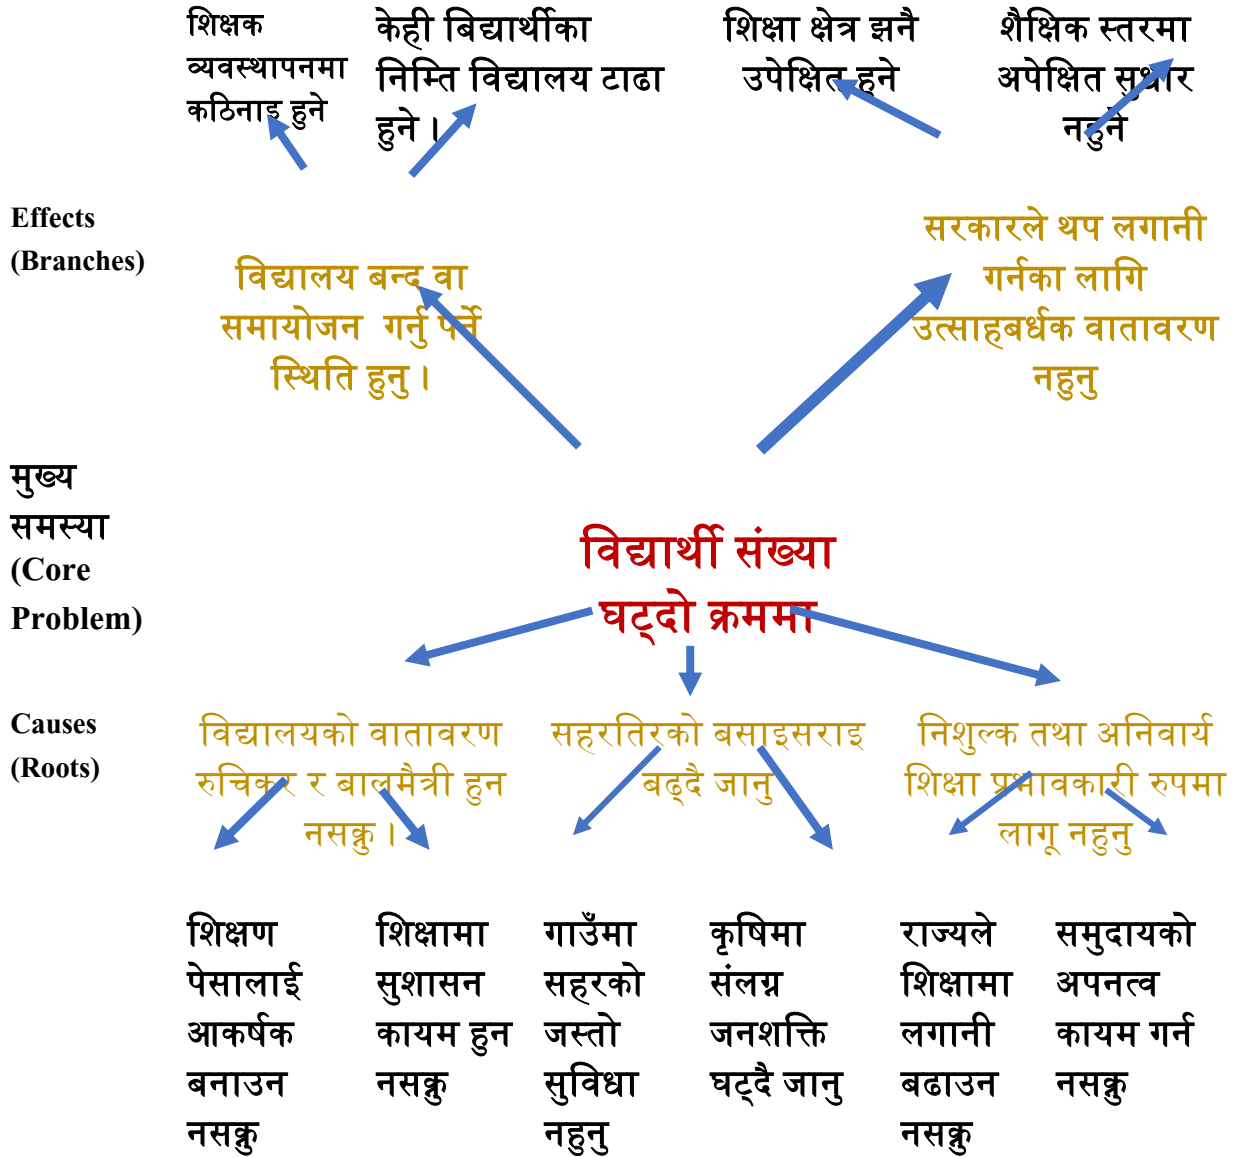 शिक्षक
व्यवस्थापनमा
कठिनाइ हुने
केही बिद्यार्थीका
निम्ति विद्यालय टाढा
हुने ।
शिक्षा क्षेत्र झनै
उपेक्षित हुने
शैक्षिक स्तरमा
अपेक्षित सुधार
नहुने
Effects
(Branches)
विद्यालय बन्द वा
समायोजन गर्नु पर्ने
स्थिति हुनु ।
सरकारले थप लगानी
गर्नका लागि
उत्साहबर्धक वातावरण
नहुनु
मुख्य
समस्या
(Core
Problem)
विद्यार्थी संख्या
घट्दो क्रममा
Causes
(Roots)
विद्यालयको वातावरण
रुचिकर र बालमैत्री हुन
नसक्नु ।
सहरतिरको बसाइसराइ
बढ्दै जानु
निशुल्क तथा अनिवार्य
शिक्षा प्रभावकारी रुपमा
लागू नहुनु
शिक्षण
पेसालाई
आकर्षक
बनाउन
नसक्नु
शिक्षामा
सुशासन
कायम हुन
नसक्नु
गाउँमा
सहरको
जस्तो
सुविधा
नहुनु
कृषिमा
संलग्न
जनशक्ति
घट्दै जानु
राज्यले
शिक्षामा
लगानी
बढाउन
नसक्नु
समुदायको
अपनत्व
कायम गर्न
नसक्नु